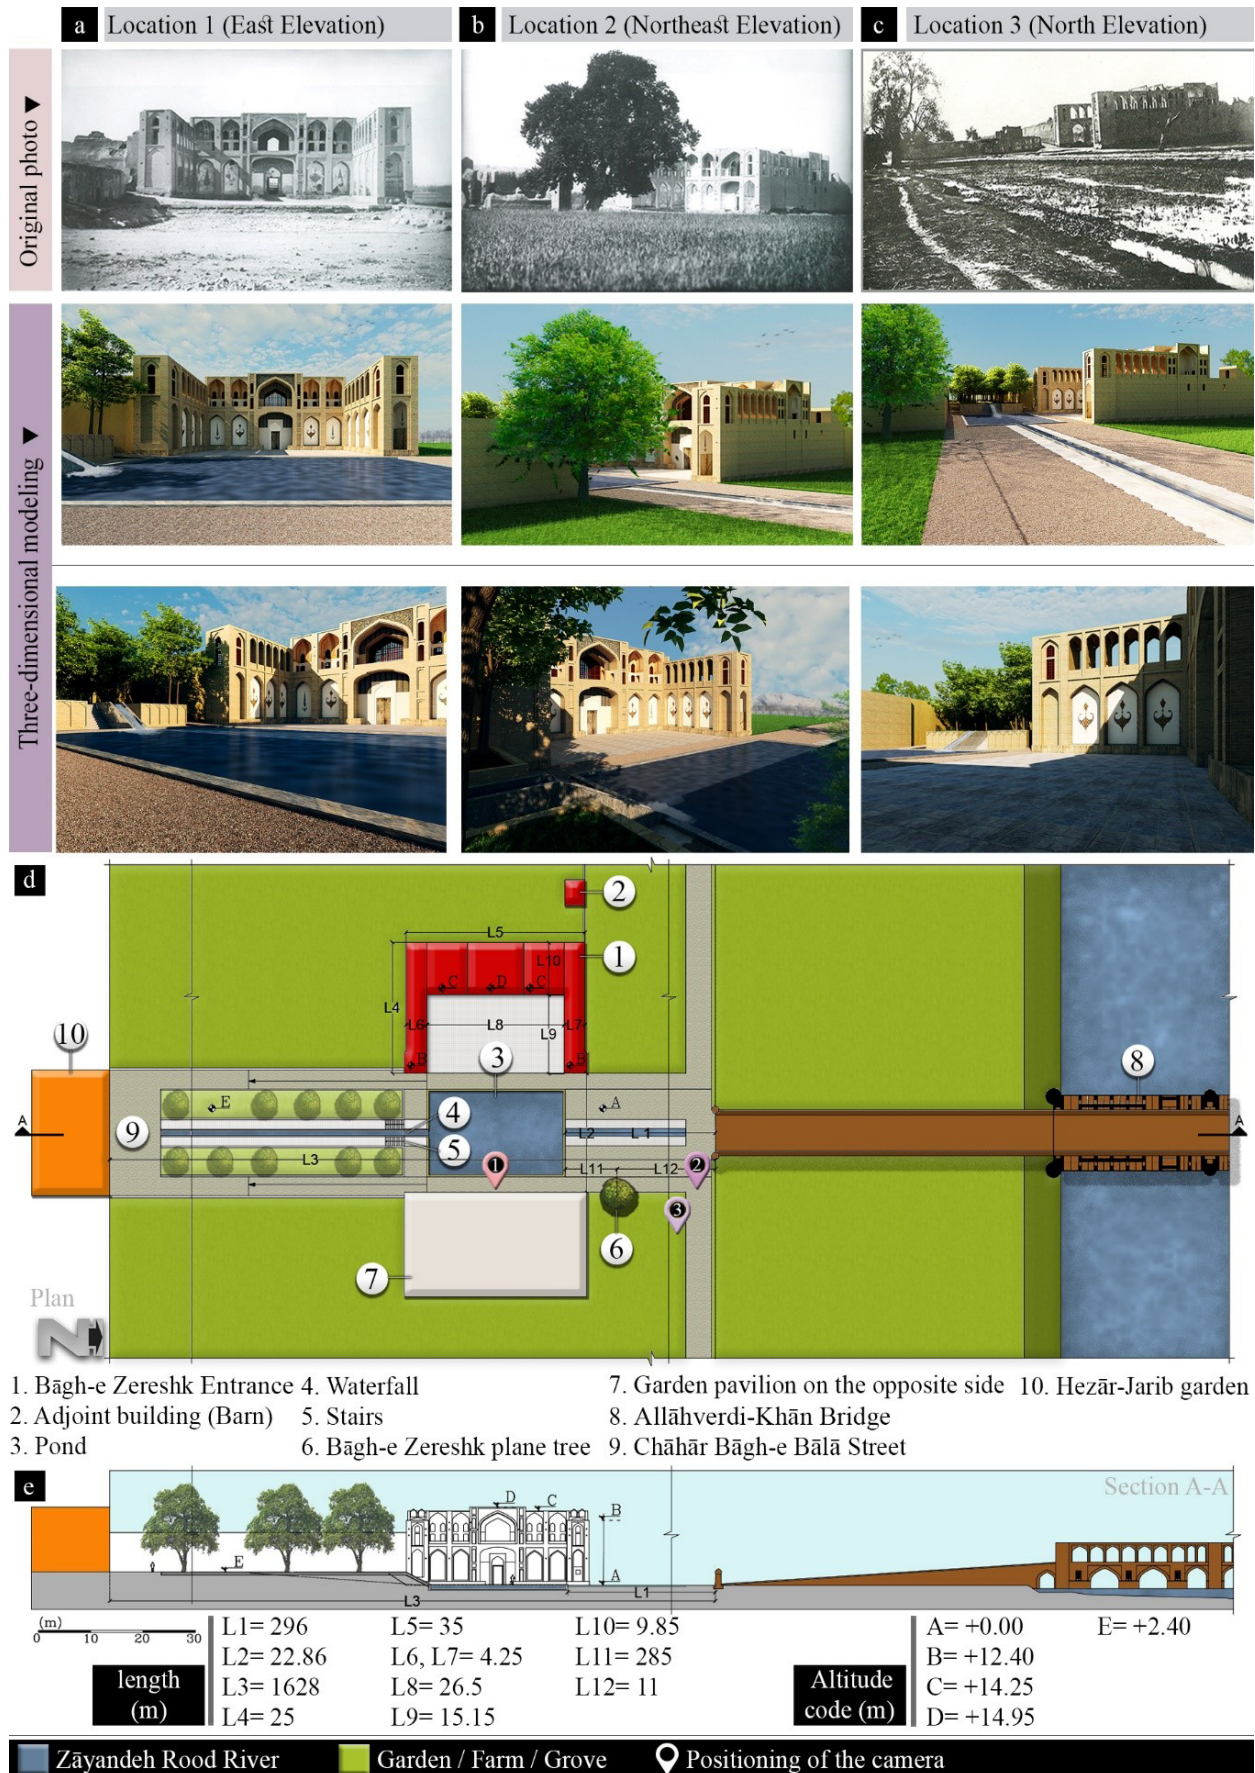 a Location 1 (East Elevation)
b Location 2 (Northeast Elevation)
c Location 3 (North Elevation)
Original photo ▼
Three-dimensional modeling ▼
d
2
L5
1
L10
C D C
L4
L6 L8 L7
L9
10
B B
3
8
E A
4
A 9 L2 L 1 A
5
L3
L11 L12
1 2
3
6
7
Plan
N
1. Bāgh-e Zereshk Entrance 4. Waterfall 7. Garden pavilion on the opposite side 10. Hezār-Jarib garden
2. Adjoint building (Barn) 5. Stairs 8. Allāhverdi-Khān Bridge
3. Pond 6. Bāgh-e Zereshk plane tree 9. Chāhār Bāgh-e Bālā Street
e Section A-A
D C B
E A
L1
L3
(m)
0 10 20 30
length (m)
L1= 296 L5= 35 L10= 9.85
L2= 22.86 L6, L7= 4.25 L11= 285
L3= 1628 L8= 26.5 L12= 11
L4= 25 L9= 15.15
Altitude code (m)
A= +0.00 E= +2.40
B= +12.40
C= +14.25
D= +14.95
Zāyandeh Rood River Garden / Farm / Grove Positioning of the camera